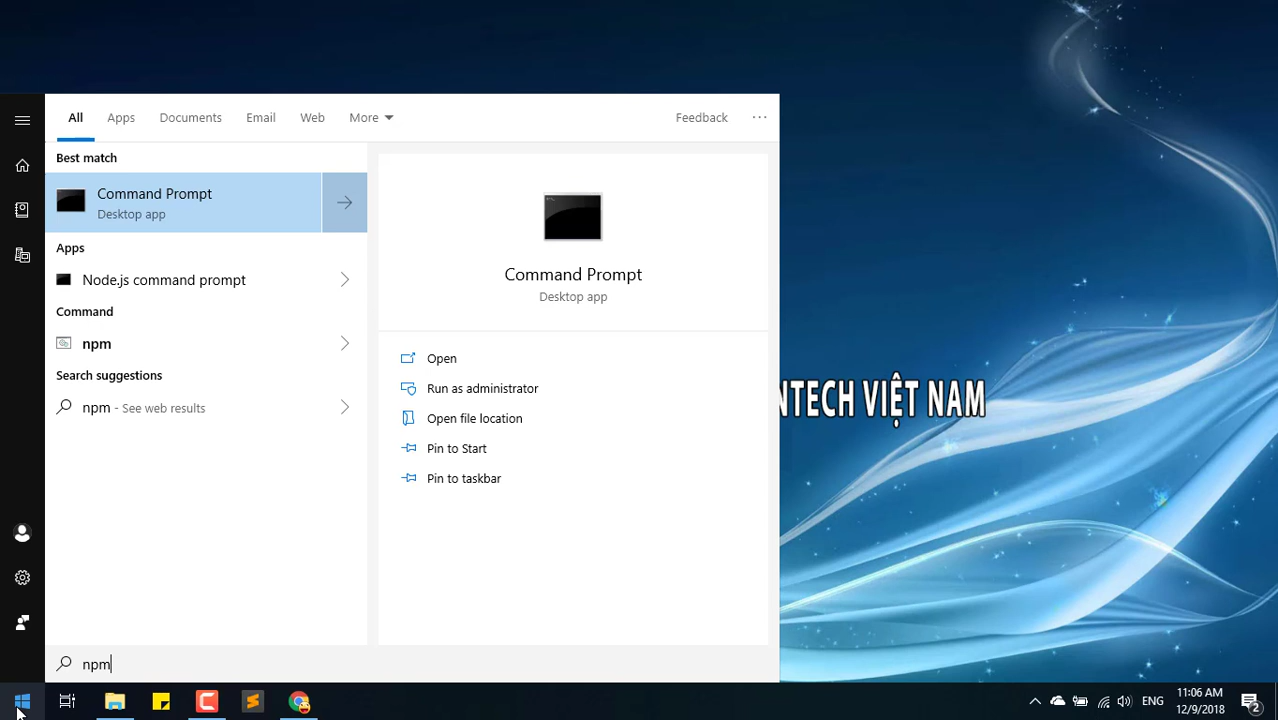 All Apps Documents Email Web More Feedback ...
Best match
Command Prompt
Desktop app
Apps
Node.js command prompt
Command
npm
Search suggestions
npm - See web results
Command Prompt
Desktop app
Open
Run as administrator
Open file location
Pin to Start
Pin to taskbar
NTECH VIỆT NAM
npm
ENG
11:06 AM
12/9/2018
2